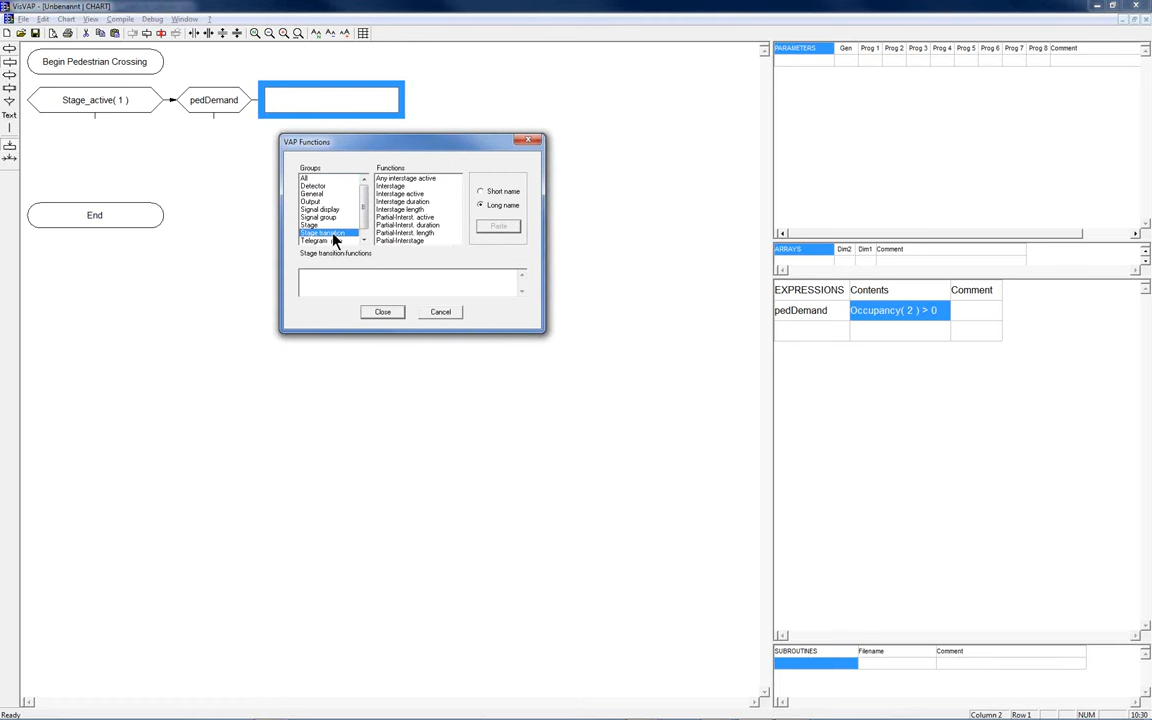 VisVAP - [Unbenannt | CHART]
File Edit Chart View Compile Debug Window ?
Text
Begin Pedestrian Crossing
Stage_active( 1 )
pedDemand
End
VAP Functions
Groups
All
Detector
General
Output
Signal display
Signal group
Stage
Stage transition
Telegram
Functions
Any interstage active
Interstage
Interstage active
Interstage duration
Interstage length
Partial-Interst. active
Partial-Interst. duration
Partial-Interst. length
Partial-Interstage
Short name
Long name
Paste
Stage transition functions
Close
Cancel
PARAMETERS Gen Prog 1 Prog 2 Prog 3 Prog 4 Prog 5 Prog 6 Prog 7 Prog 8 Comment
ARRAYS Dim2 Dim1 Comment
EXPRESSIONS Contents Comment
pedDemand Occupancy( 2 ) > 0
SUBROUTINES Filename Comment
Ready
Column 2 Row 1 NUM 10:30